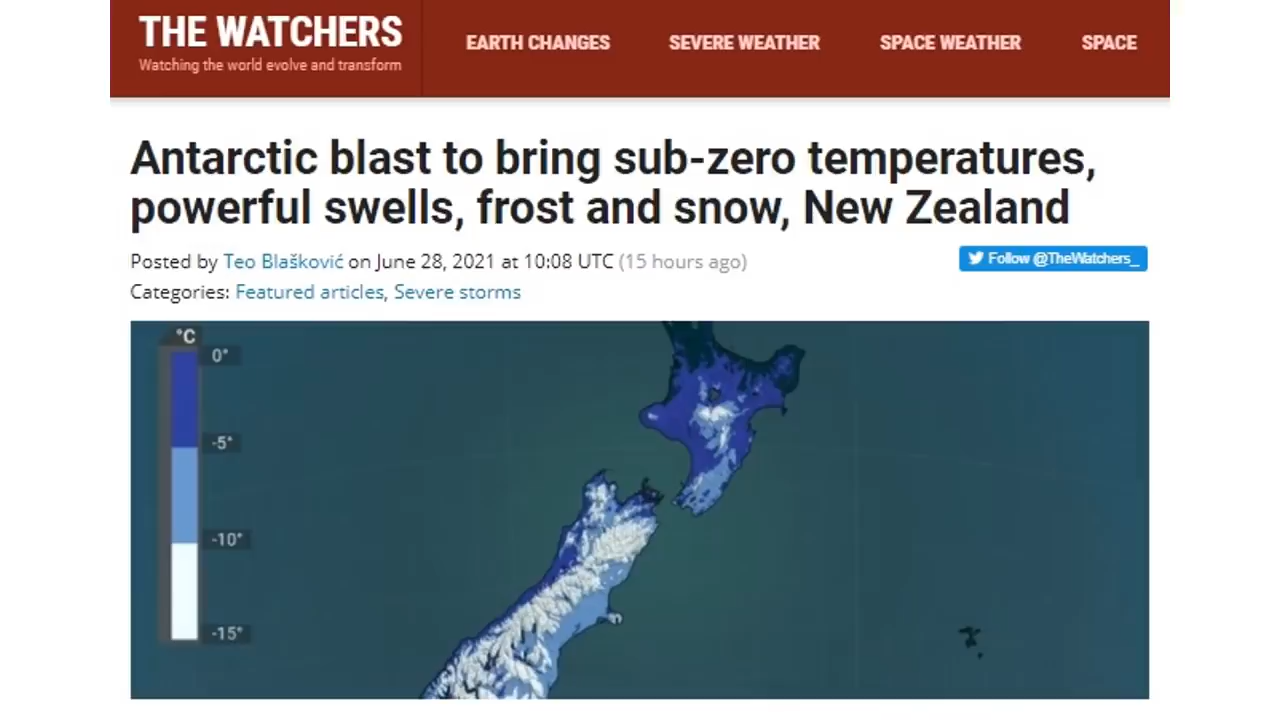 THE WATCHERS
Watching the world evolve and transform
EARTH CHANGES
SEVERE WEATHER
SPACE WEATHER
SPACE
Antarctic blast to bring sub-zero temperatures,
powerful swells, frost and snow, New Zealand
Posted by Teo Blašković on June 28, 2021 at 10:08 UTC (15 hours ago)
Follow @TheWatchers_
Categories: Featured articles, Severe storms
°C
0°
-5°
-10°
-15°